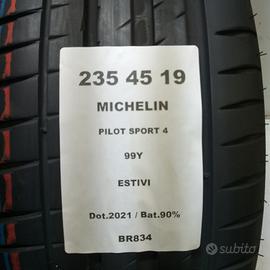 235 45 19
MICHELIN
PILOT SPORT 4
99Y
ESTIVI
Dot.2021 / Bat.90%
BR834
subito